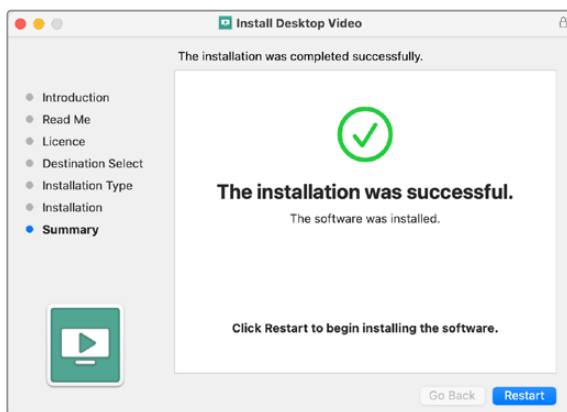 Install Desktop Video
The installation was completed successfully.
Introduction
Read Me
Licence
Destination Select
Installation Type
Installation
Summary
The installation was successful.
The software was installed.
Click Restart to begin installing the software.
Go Back
Restart